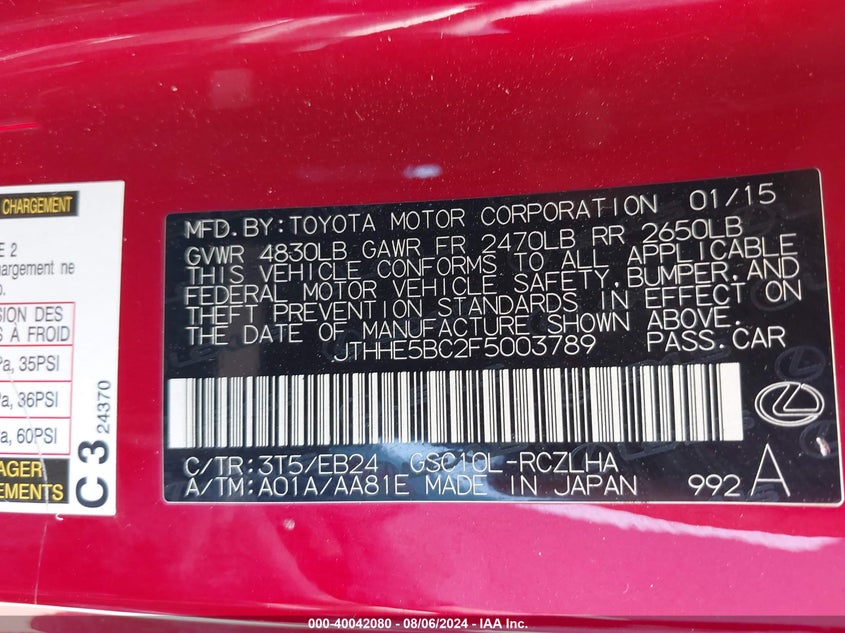 CHARGEMENT
E 2
argement ne
o.
SION DES
S À FROID
Pa, 35PSI
Pa, 36PSI
Pa, 60PSI
AGER
EMENTS
C3
24370
MFD.BY:TOYOTA MOTOR CORPORATION 01/15
GVWR 4830LB GAWR FR 2470LB RR 2650LB
THIS VEHICLE CONFORMS TO ALL APPLICABLE
FEDERAL MOTOR VEHICLE SAFETY,BUMPER,AND
THEFT PREVENTION STANDARDS IN EFFECT ON
THE DATE OF MANUFACTURE SHOWN ABOVE.
JTHHE5BC2F5003789 PASS.CAR
C/TR:3T5/EB24 GSC10L-RCZLHA
A/TM:A01A/AA81E MADE IN JAPAN 992 A
000-40042080 - 08/06/2024 - IAA Inc.